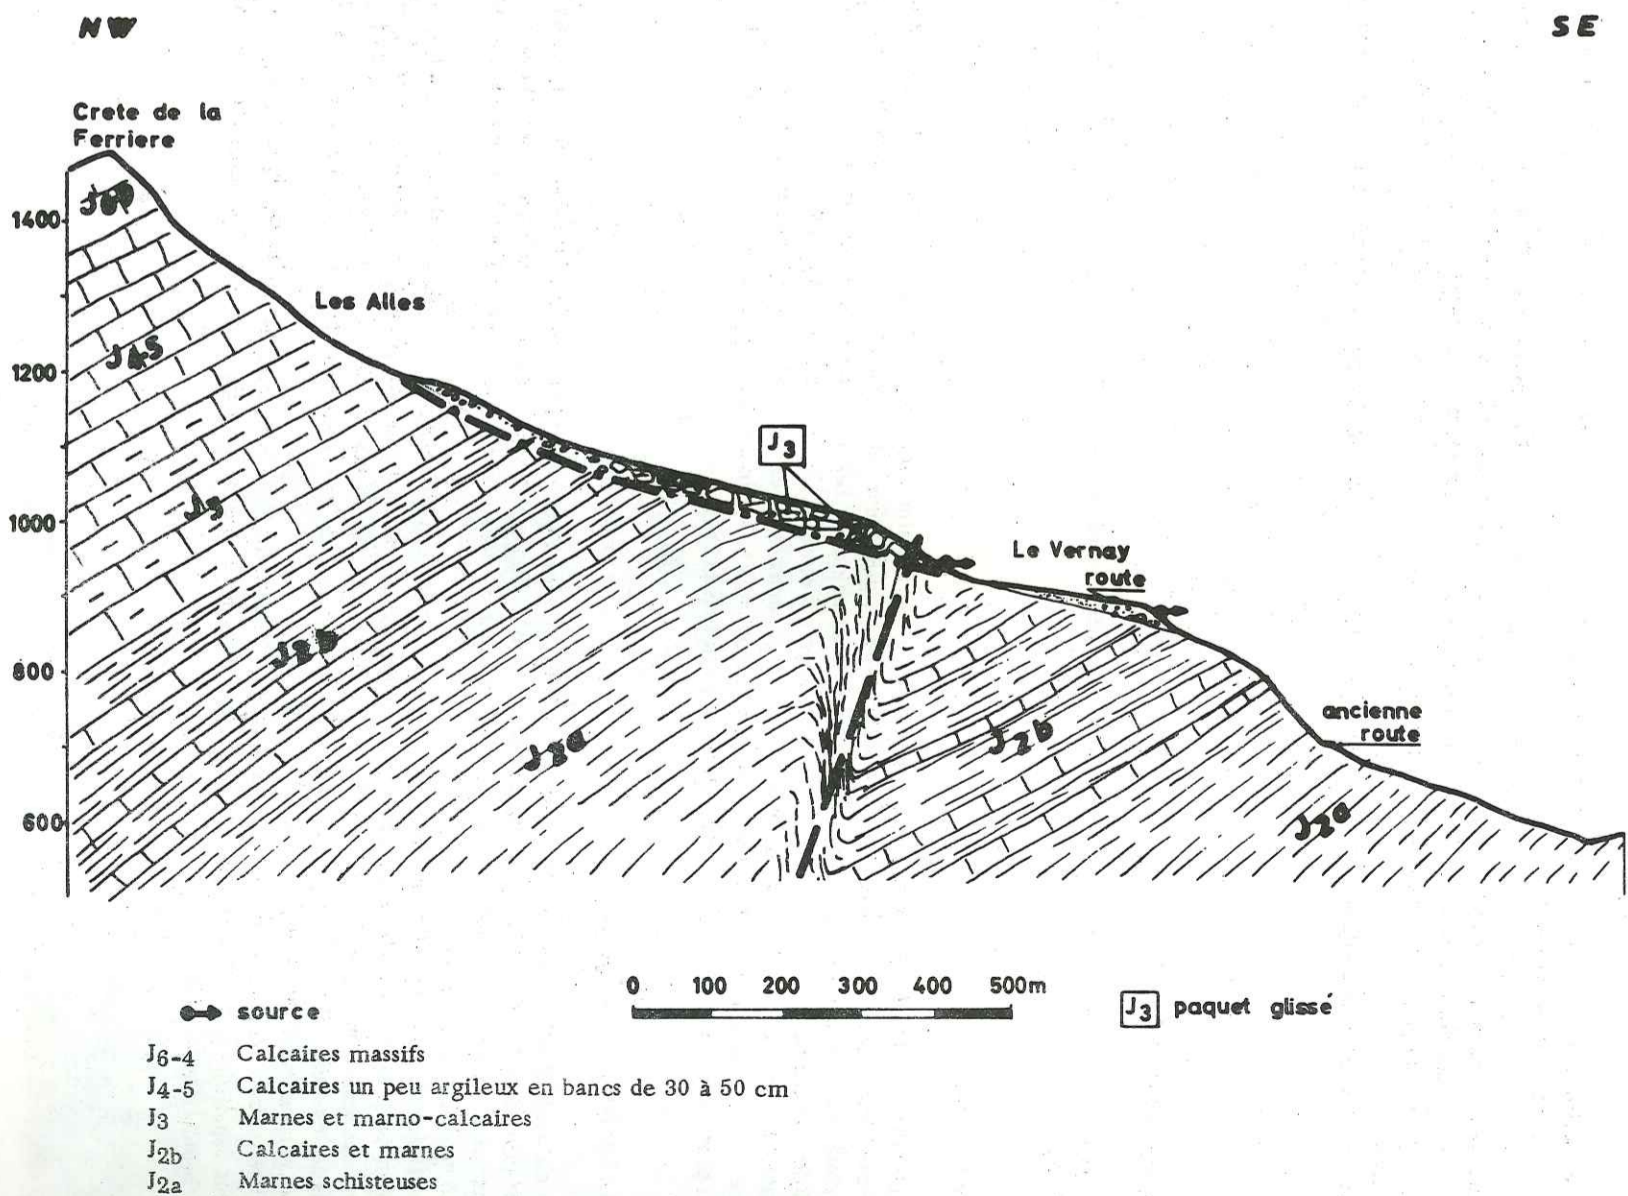 NW
SE
Crete de la
Ferriere
J69
1400
Les Alles
J4-5
1200
J3
J3
1000
Le Vernay
route
J2b
800
J2a
J2b
ancienne
route
J2a
600
0 100 200 300 400 500m
source
J3 paquet glissé
J6-4 Calcaires massifs
J4-5 Calcaires un peu argileux en bancs de 30 à 50 cm
J3 Marnes et marno-calcaires
J2b Calcaires et marnes
J2a Marnes schisteuses